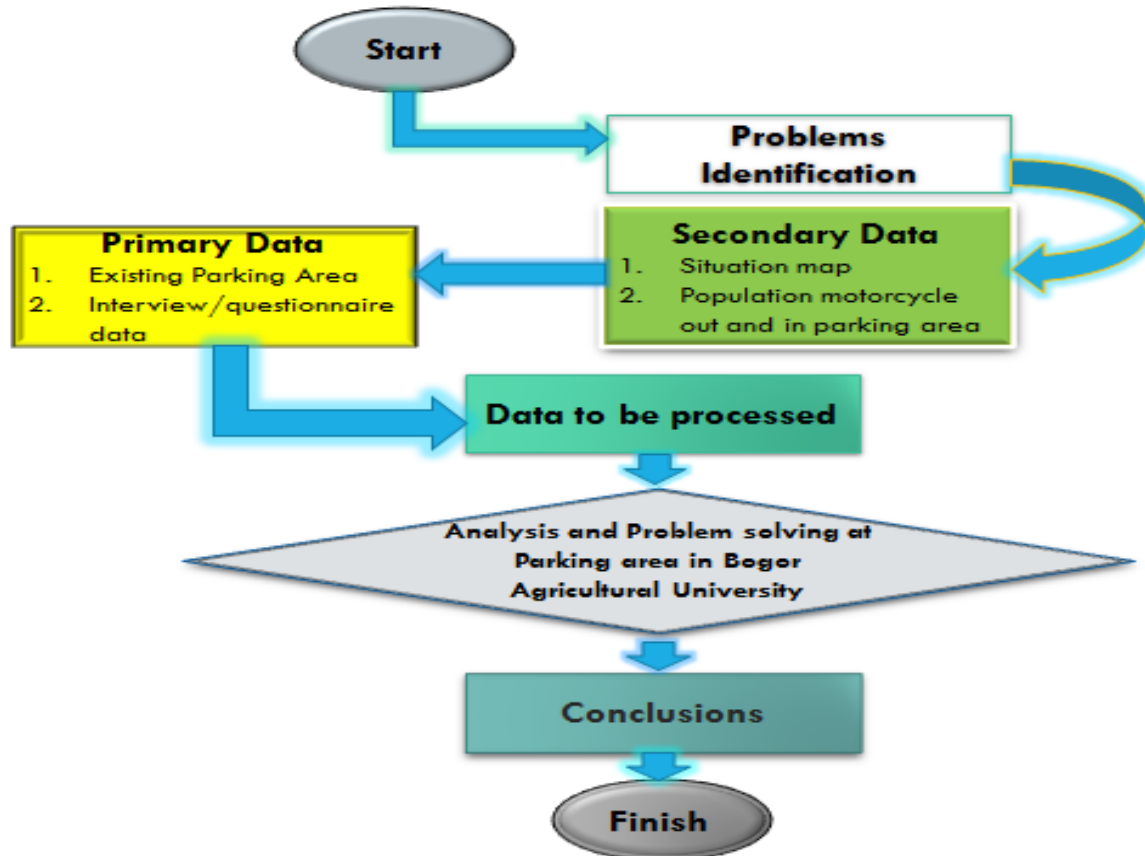 Start
Problems
Identification
Secondary Data
1. Situation map
2. Population motorcycle
out and in parking area
Primary Data
1. Existing Parking Area
2. Interview/questionnaire
data
Data to be processed
Analysis and Problem solving at
Parking area in Bogor
Agricultural University
Conclusions
Finish